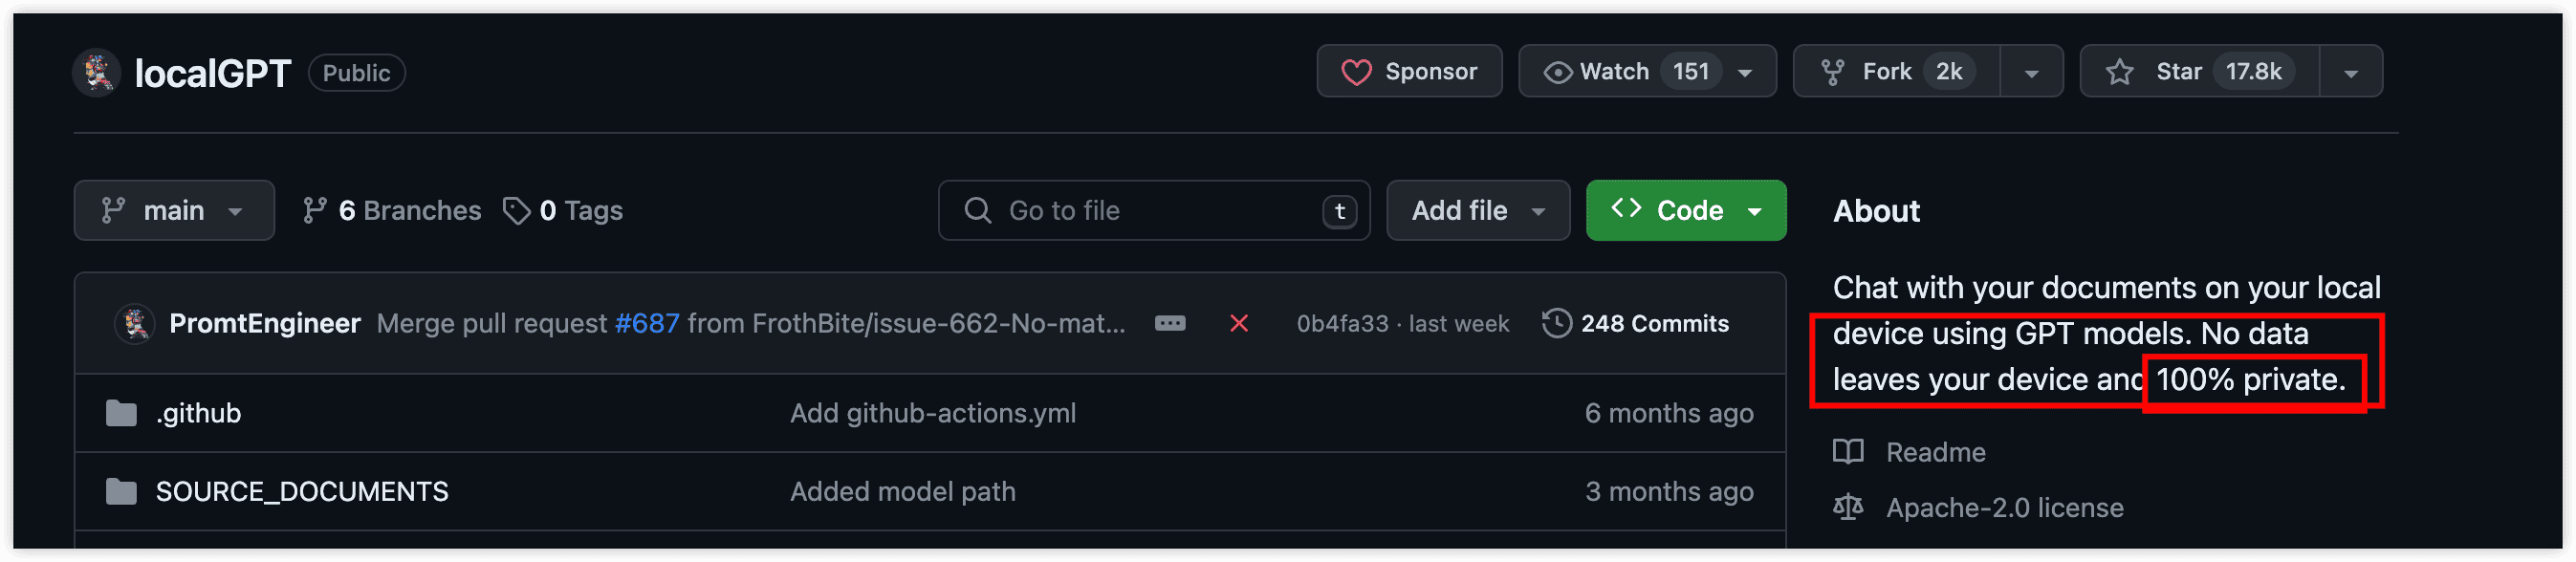 localGPT Public Sponsor Watch 151 Fork 2k Star 17.8k
main 6 Branches 0 Tags Go to file t Add file Code
PromtEngineer Merge pull request #687 from FrothBite/issue-662-No-mat... 0b4fa33 · last week 248 Commits
.github Add github-actions.yml 6 months ago
SOURCE_DOCUMENTS Added model path 3 months ago
About
Chat with your documents on your local
device using GPT models. No data
leaves your device and 100% private.
Readme
Apache-2.0 license